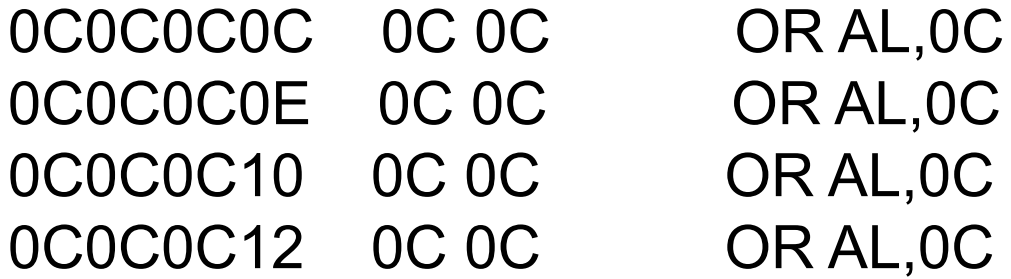 0C0C0C0C 0C 0C OR AL,0C
0C0C0C0E 0C 0C OR AL,0C
0C0C0C10 0C 0C OR AL,0C
0C0C0C12 0C 0C OR AL,0C